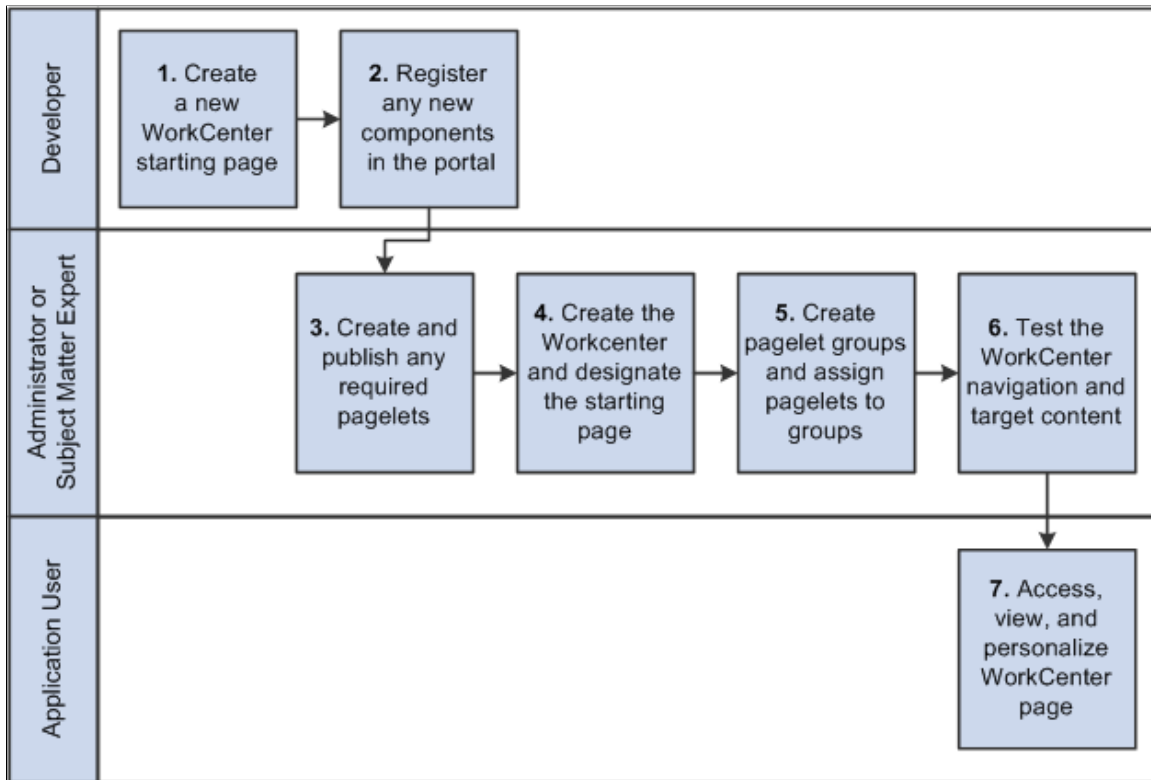 Developer
1. Create
a new
WorkCenter
starting page
2. Register
any new
components
in the portal
Administrator or
Subject Matter Expert
3. Create and
publish any
required
pagelets
4. Create the
Workcenter
and designate
the starting
page
5. Create
pagelet groups
and assign
pagelets to
groups
6. Test the
WorkCenter
navigation and
target content
Application User
7. Access,
view, and
personalize
WorkCenter
page